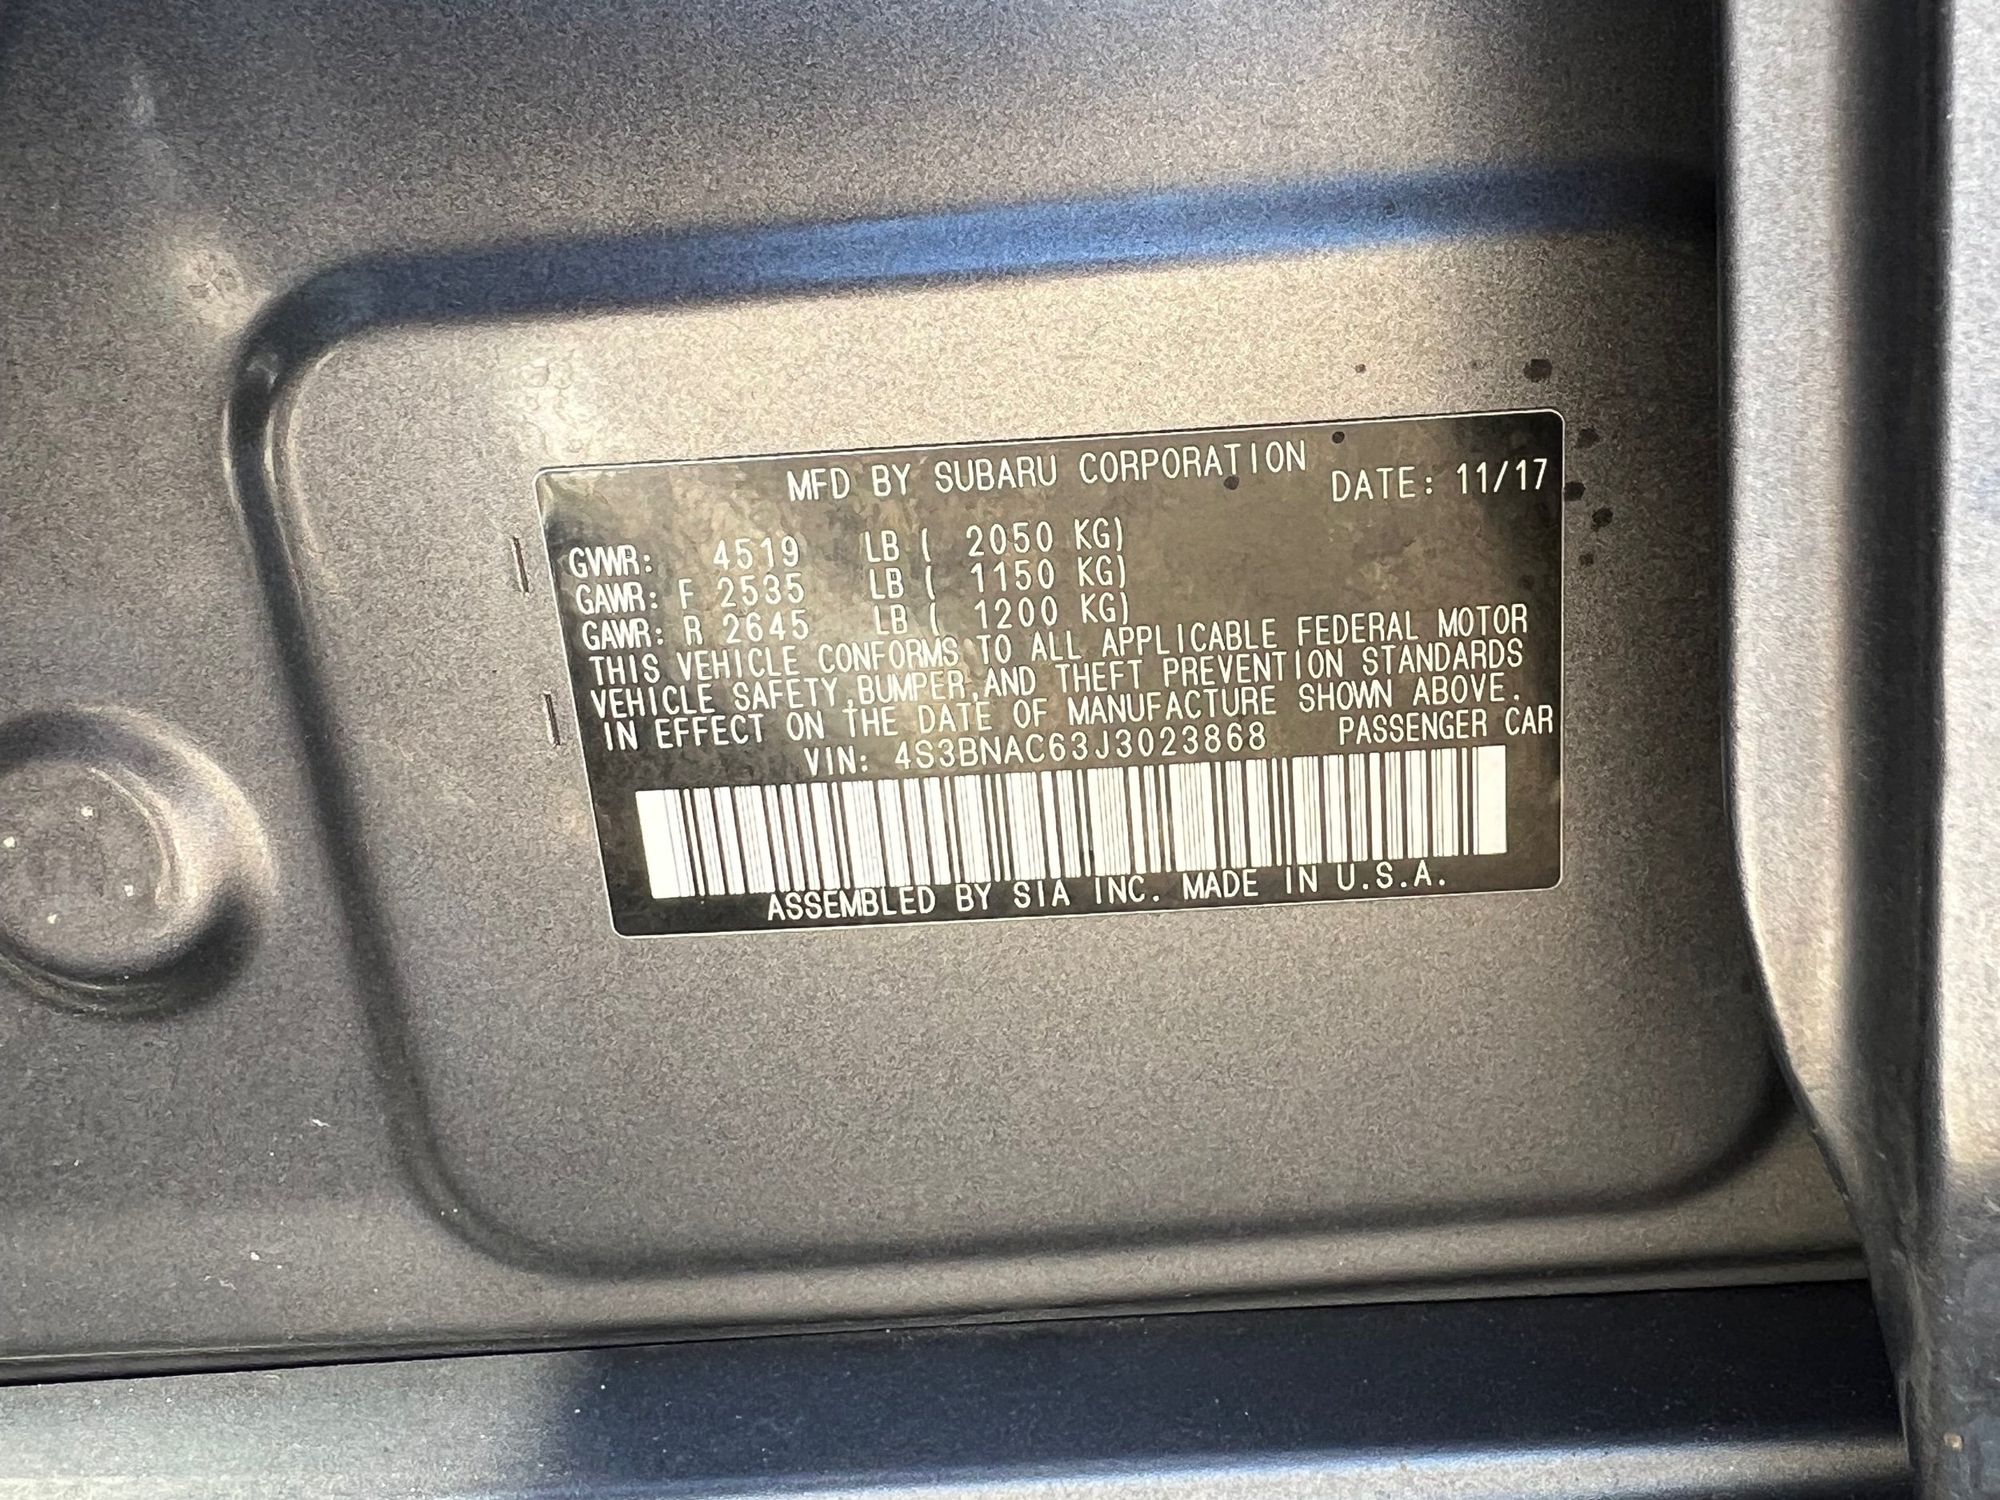 MFD BY SUBARU CORPORATION DATE: 11/17
GVWR: 4519 LB ( 2050 KG)
GAWR: F 2535 LB ( 1150 KG)
GAWR: R 2645 LB ( 1200 KG)
THIS VEHICLE CONFORMS TO ALL APPLICABLE FEDERAL MOTOR
VEHICLE SAFETY,BUMPER,AND THEFT PREVENTION STANDARDS
IN EFFECT ON THE DATE OF MANUFACTURE SHOWN ABOVE.
VIN: 4S3BNAC63J3023868 PASSENGER CAR
ASSEMBLED BY SIA INC. MADE IN U.S.A.